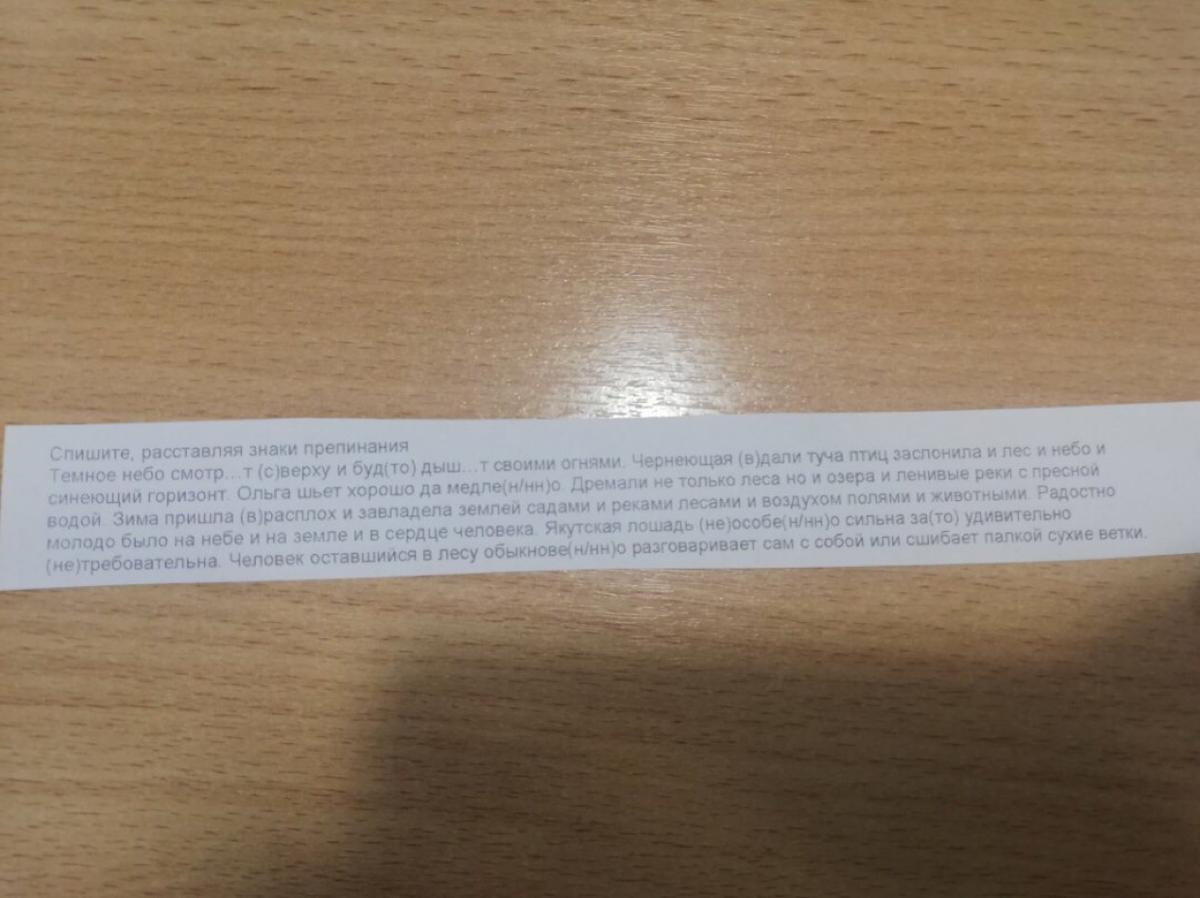 Спишите, расставляя знаки препинания
Темное небо смотр...т (с)верху и буд(то) дыш...т своими огнями. Чернеющая (в)дали туча птиц заслонила и лес и небо и
синеющий горизонт. Ольга шьет хорошо да медле(н/нн)о. Дремали не только леса но и озера и ленивые реки с пресной
водой. Зима пришла (в)расплох и завладела землей садами и реками лесами и воздухом полями и животными. Радостно
молодо было на небе и на земле и в сердце человека. Якутская лошадь (не)особе(н/нн)о сильна за(то) удивительно
(не)требовательна. Человек оставшийся в лесу обыкнове(н/нн)о разговаривает сам с собой или сшибает палкой сухие ветки.